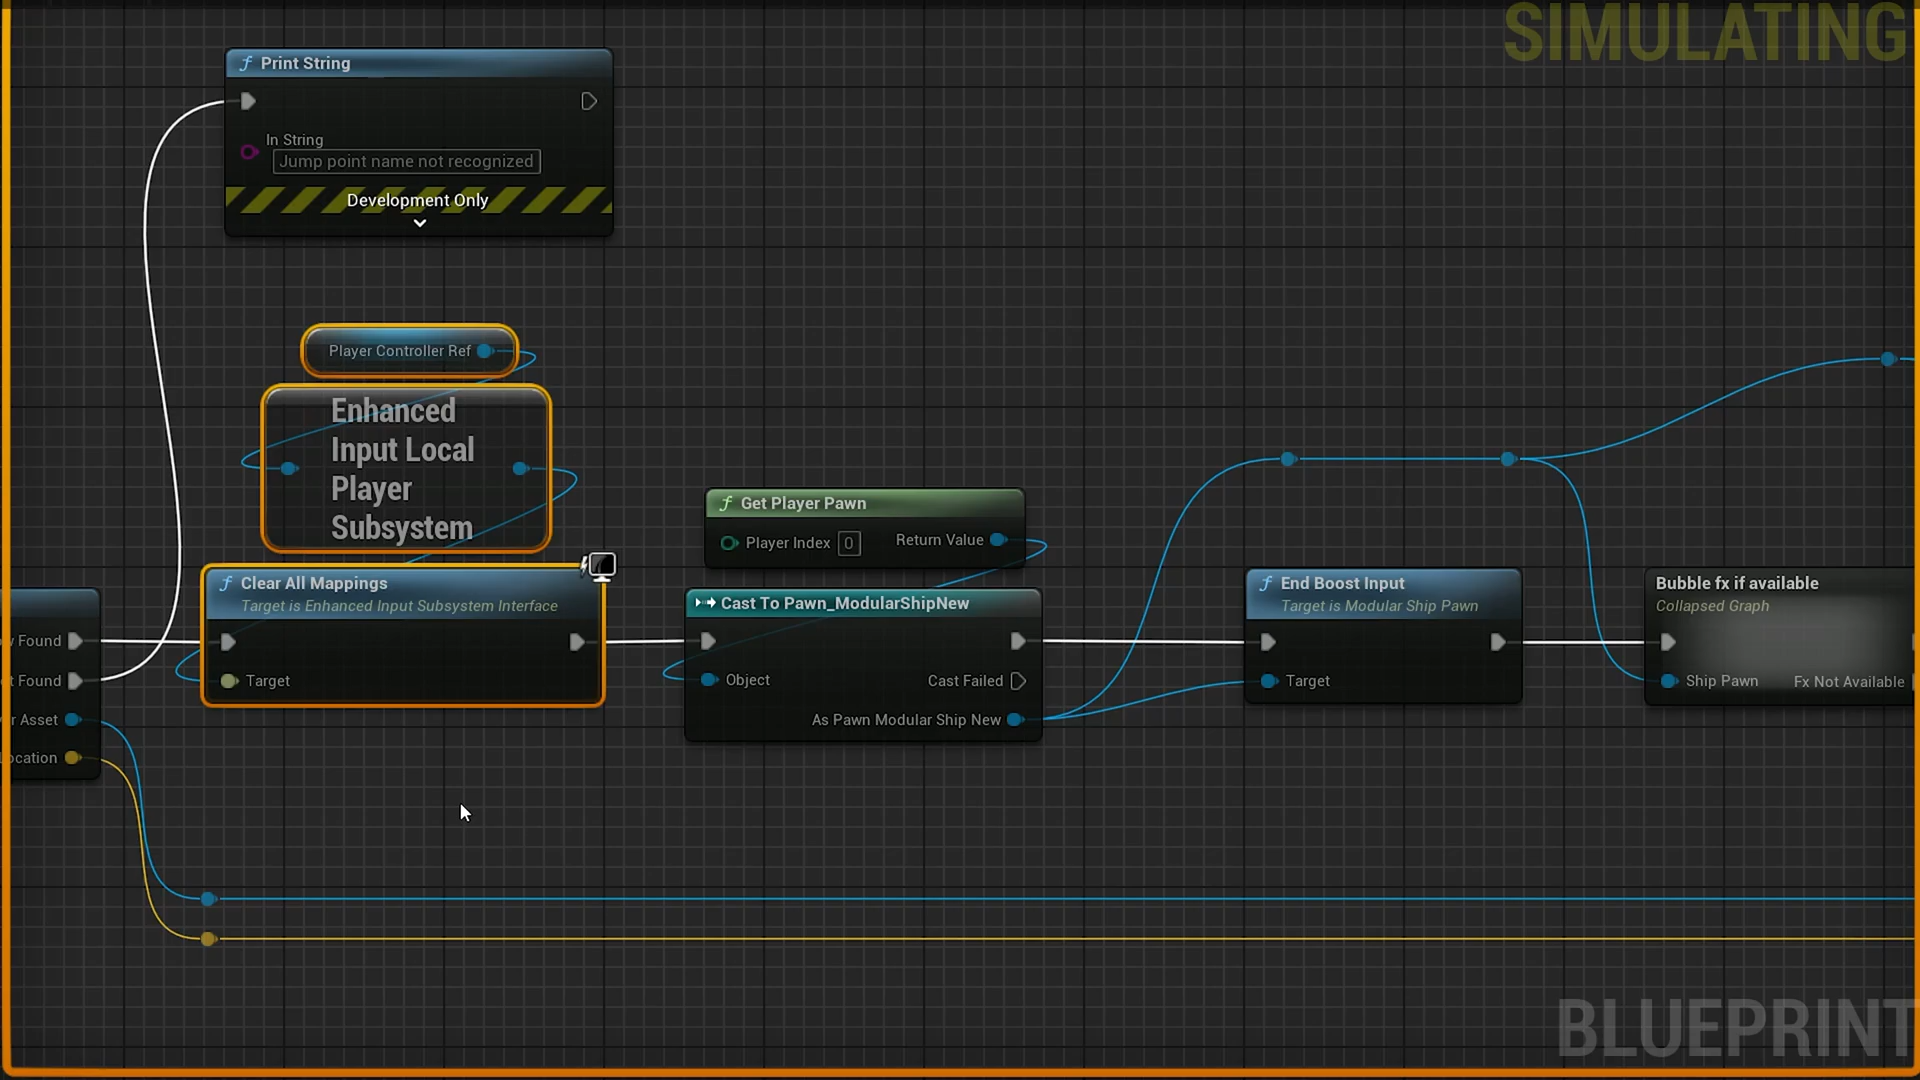 SIMULATING
Print String
In String
Jump point name not recognized
Development Only
Player Controller Ref
Enhanced
Input Local
Player
Subsystem
Get Player Pawn
Player Index 0
Return Value
Clear All Mappings
Target is Enhanced Input Subsystem Interface
Target
Cast To Pawn_ModularShipNew
Object
Cast Failed
As Pawn Modular Ship New
End Boost Input
Target is Modular Ship Pawn
Target
Bubble fx if available
Collapsed Graph
Ship Pawn
Fx Not Available
Found
Found
Asset
BLUEPRINT